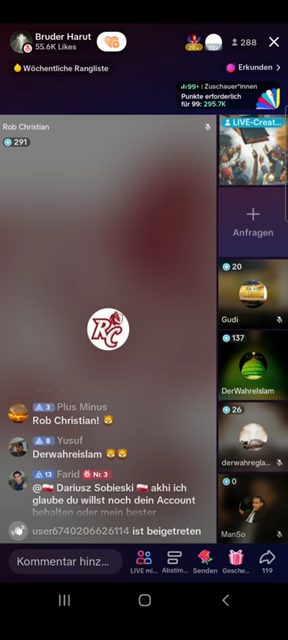 Bruder Harut
55.6K Likes
288
Wöchentliche Rangliste
Erkunden >
99+ | Zuschauer*innen
Punkte erforderlich
für 99: 295.7K
Rob Christian
291
LIVE-Creat...
RC
Anfragen
20
Gudi
137
DerWahreIslam
26
derwahregla...
0
ManSo
3 Plus Minus
Rob Christian!
8 Yusuf
Derwahreislam
13 Farid Nr. 3
@ Dariusz Sobieski akhi ich
glaube du willst noch dein Account
behalten oder mein bester
user6740206626114 ist beigetreten
Kommentar hinz...
LIVE mi...
Abstim...
Senden
Gesche...
119